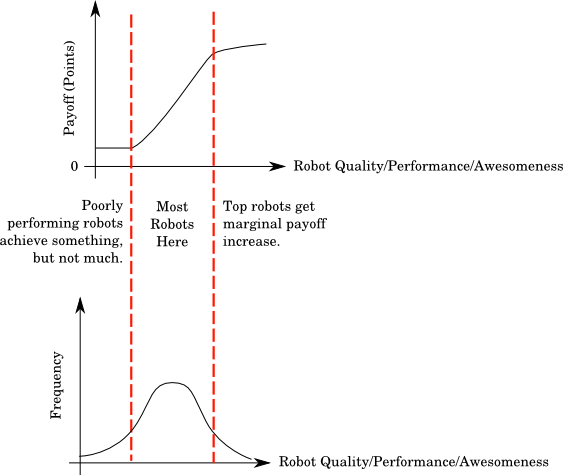 Payoff (Points)
0
Robot Quality/Performance/Awesomeness
Poorly
performing robots
achieve something,
but not much.
Most
Robots
Here
Top robots get
marginal payoff
increase.
Frequency
Robot Quality/Performance/Awesomeness